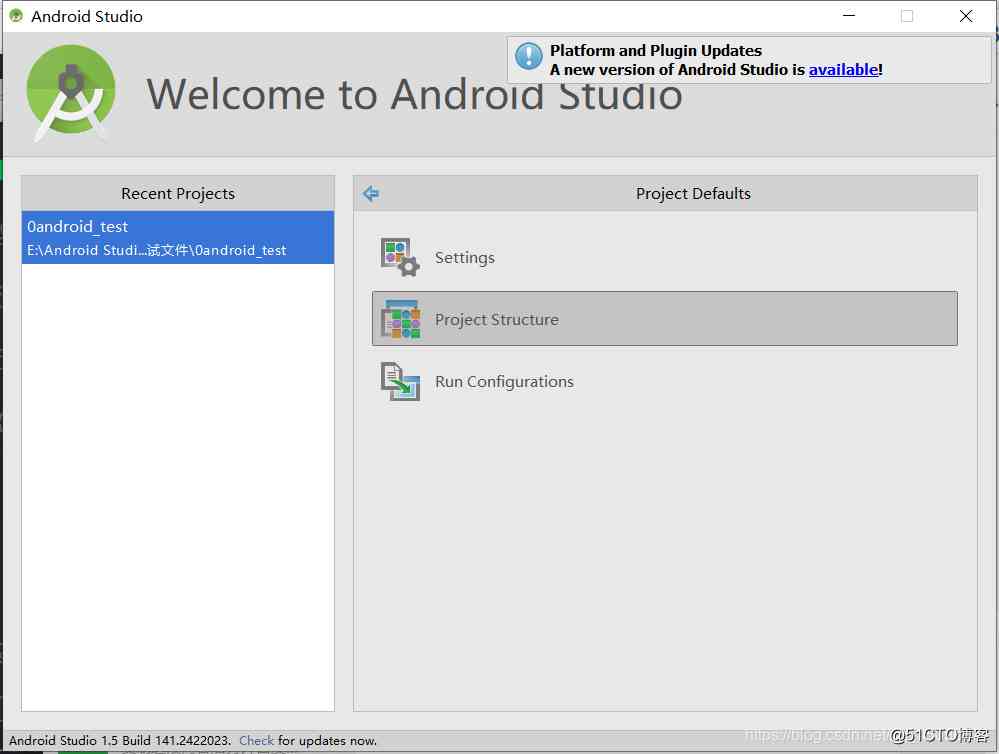 Android Studio
Platform and Plugin Updates
A new version of Android Studio is available!
Welcome to Android Studio
Recent Projects
0android_test
E:\Android Studi...试文件\0android_test
Project Defaults
Settings
Project Structure
Run Configurations
Android Studio 1.5 Build 141.2422023. Check for updates now.
https://blog.csdn.net
@51CTO博客